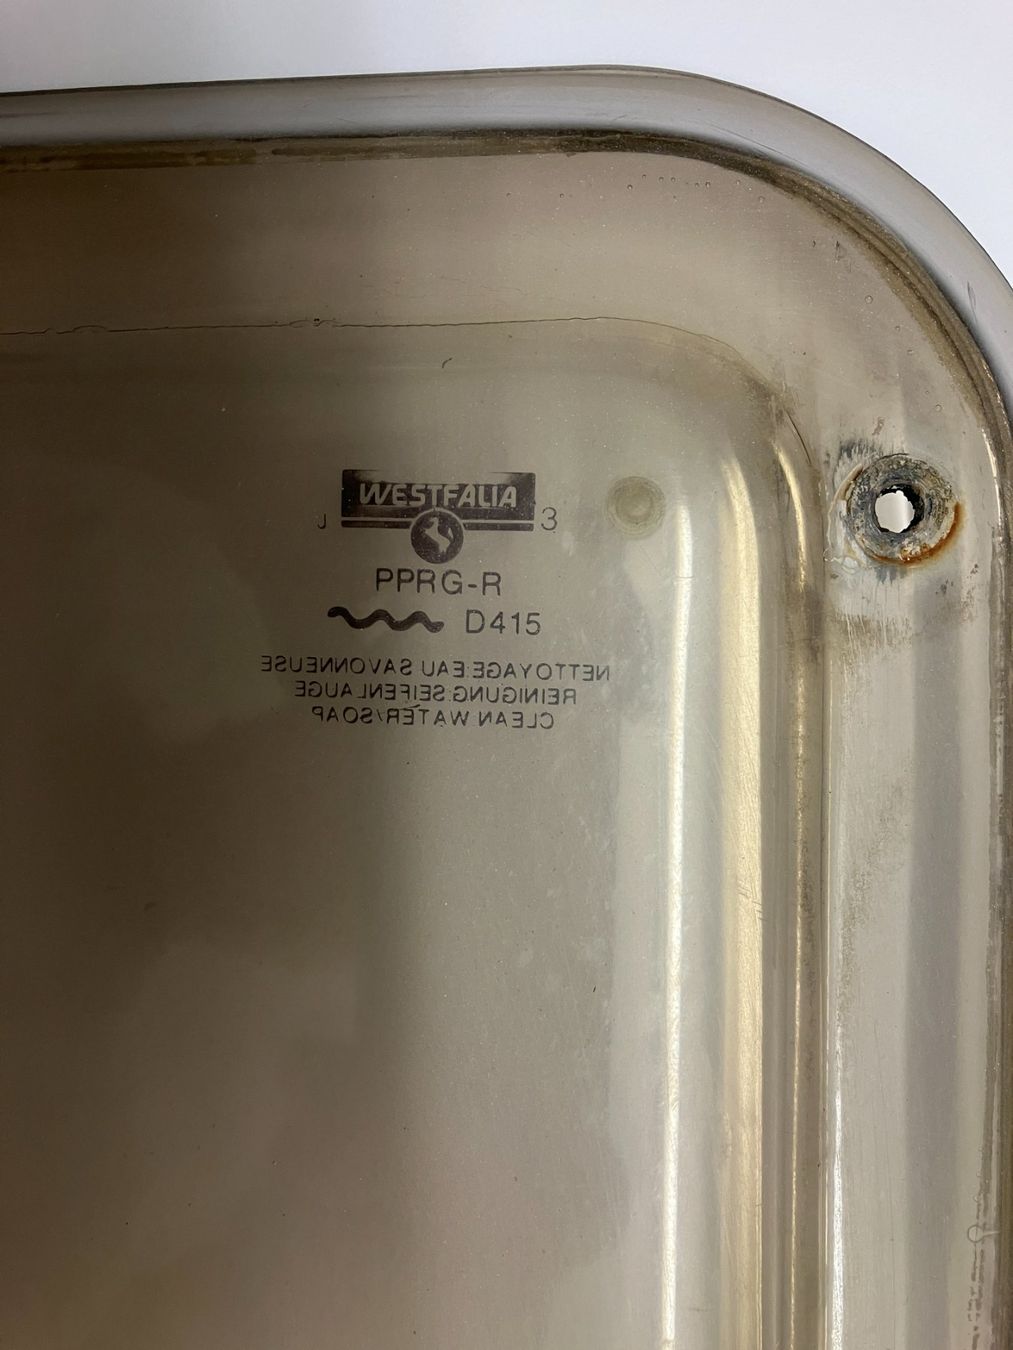 WESTFALIA
J 3
PPRG-R
D415
NETTOYAGE:EAU SAVONNEUSE
REINIGUNG:SEIFENLAUGE
CLEAN WATER/SOAP